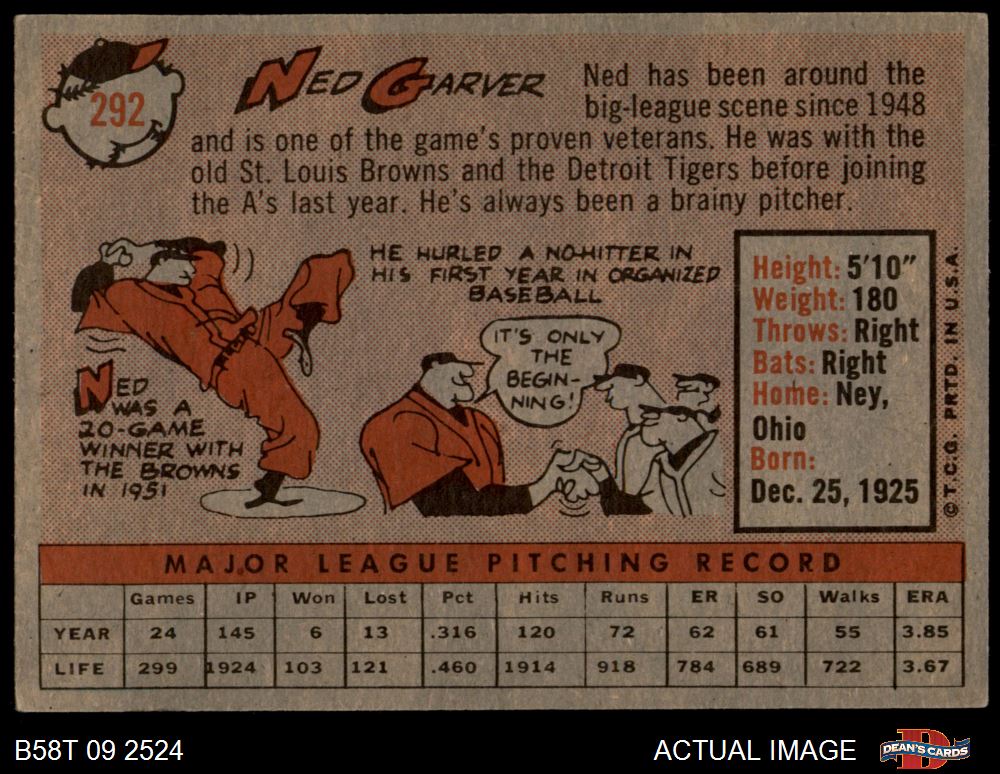 292
NED GARVER
Ned has been around the
big-league scene since 1948
and is one of the game's proven veterans. He was with the
old St. Louis Browns and the Detroit Tigers before joining
the A's last year. He's always been a brainy pitcher.
HE HURLED A NO-HITTER IN
HIS FIRST YEAR IN ORGANIZED
BASEBALL
IT'S ONLY
THE
BEGIN-
NING!
NED
WAS A
20-GAME
WINNER WITH
THE BROWNS
IN 1951
Height: 5'10"
Weight: 180
Throws: Right
Bats: Right
Home: Ney,
Ohio
Born:
Dec. 25, 1925
© T.C.G. PRTD. IN U.S.A.
MAJOR LEAGUE PITCHING RECORD
Games IP Won Lost Pct Hits Runs ER SO Walks ERA
YEAR 24 145 6 13 .316 120 72 62 61 55 3.85
LIFE 299 1924 103 121 .460 1914 918 784 689 722 3.67
B58T 09 2524
ACTUAL IMAGE
DEAN'S CARDS